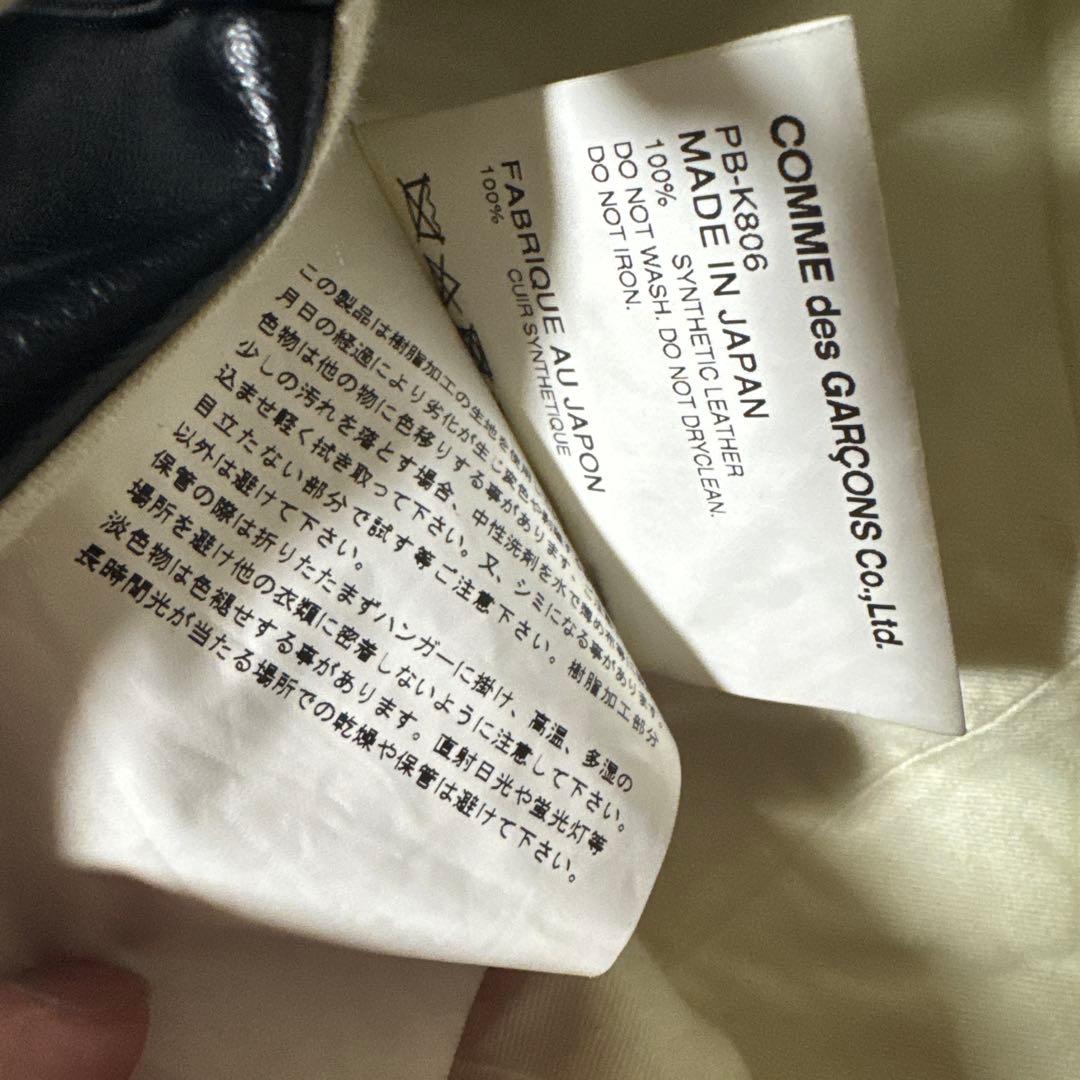 COMME des GARÇONS Co.,Ltd.
PB-K806
MADE IN JAPAN
100% SYNTHETIC LEATHER
DO NOT WASH. DO NOT DRYCLEAN.
DO NOT IRON.
FABRIQUE AU JAPON
100% CUIR SYNTHETIQUE
この製品は樹脂加工の生地を使用
月日の経過により劣化が生じ変色や
色物は他の物に色移りする事があります。
少しの汚れを落とす場合、中性洗剤を水で薄め布
込ませ軽く拭き取って下さい。又、シミになる事があります。
目立たない部分で試す等ご注意下さい。樹脂加工部分
以外は避けて下さい。
保管の際は折りたたまずハンガーに掛け、高温、多湿の
場所を避け他の衣類に密着しないように注意して下さい。
淡色物は色褪せする事があります。直射日光や蛍光灯等
長時間光が当たる場所での乾燥や保管は避けて下さい。